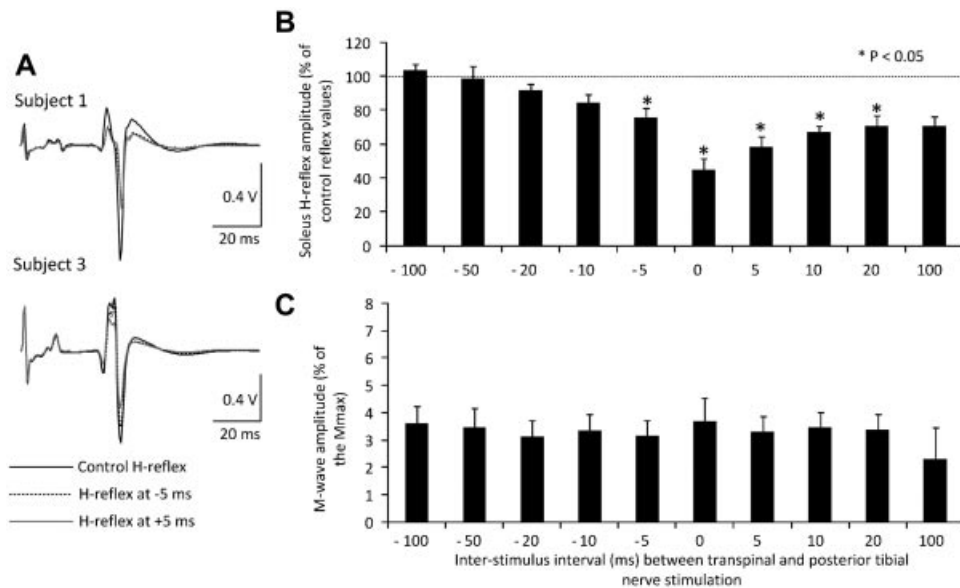 A
Subject 1
0.4 V
20 ms
Subject 3
0.4 V
20 ms
Control H-reflex
H-reflex at -5 ms
H-reflex at +5 ms
B
Soleus H-reflex amplitude (% of
control reflex values)
120
100
80
60
40
20
0
* P < 0.05
* * * * *
- 100 - 50 - 20 - 10 - 5 0 5 10 20 100
C
M-wave amplitude (% of
the Mmax)
8
7
6
5
4
3
2
1
0
- 100 - 50 - 20 - 10 - 5 0 5 10 20 100
Inter-stimulus interval (ms) between transpinal and posterior tibial
nerve stimulation